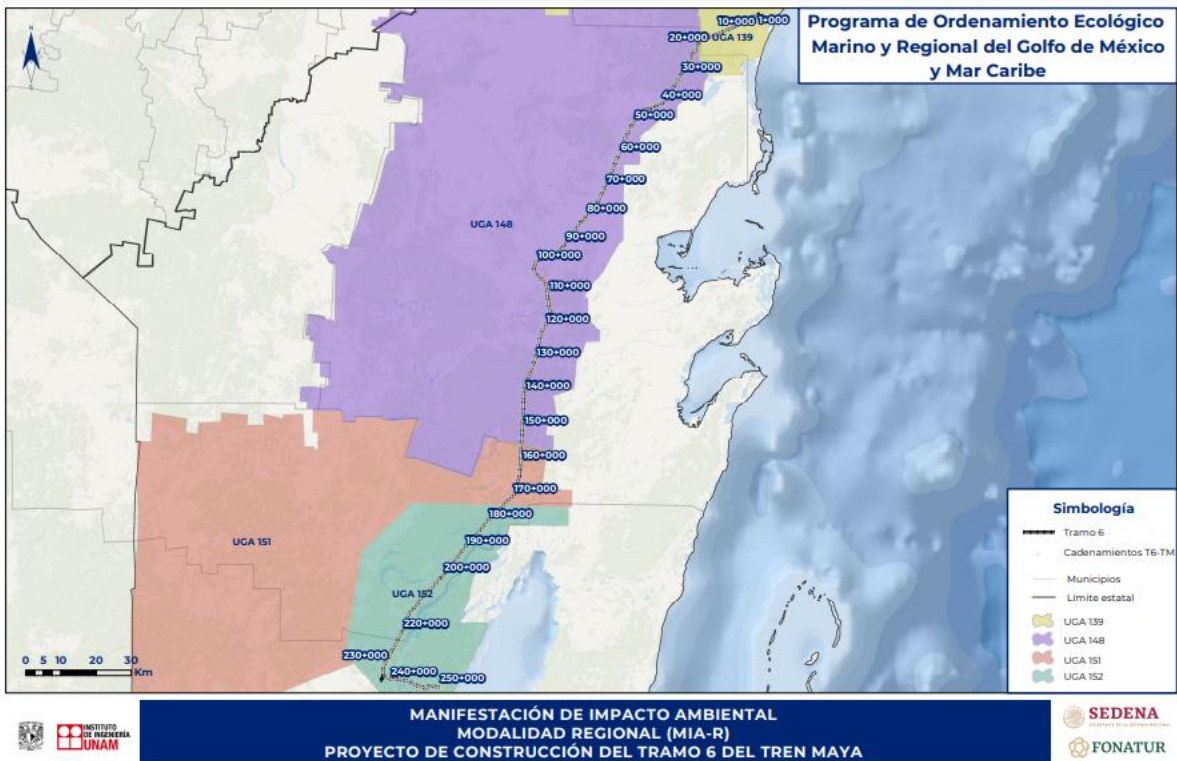 Programa de Ordenamiento Ecológico
Marino y Regional del Golfo de México
y Mar Caribe
N
S
10+000
1+000
20+000
UGA 139
30+000
40+000
50+000
60+000
70+000
80+000
UGA 148
90+000
100+000
110+000
120+000
130+000
140+000
150+000
160+000
170+000
180+000
UGA 151
190+000
200+000
UGA 152
220+000
230+000
240+000
250+000
0 5 10 20 30
Km
Simbología
Tramo 6
Cadenamientos T6-TM
Municipios
Limite estatal
UGA 139
UGA 148
UGA 151
UGA 152
INSTITUTO
DE INGENIERÍA
UNAM
MANIFESTACIÓN DE IMPACTO AMBIENTAL
MODALIDAD REGIONAL (MIA-R)
PROYECTO DE CONSTRUCCIÓN DEL TRAMO 6 DEL TREN MAYA
SEDENA
SECRETARÍA DE LA DEFENSA NACIONAL
FONATUR